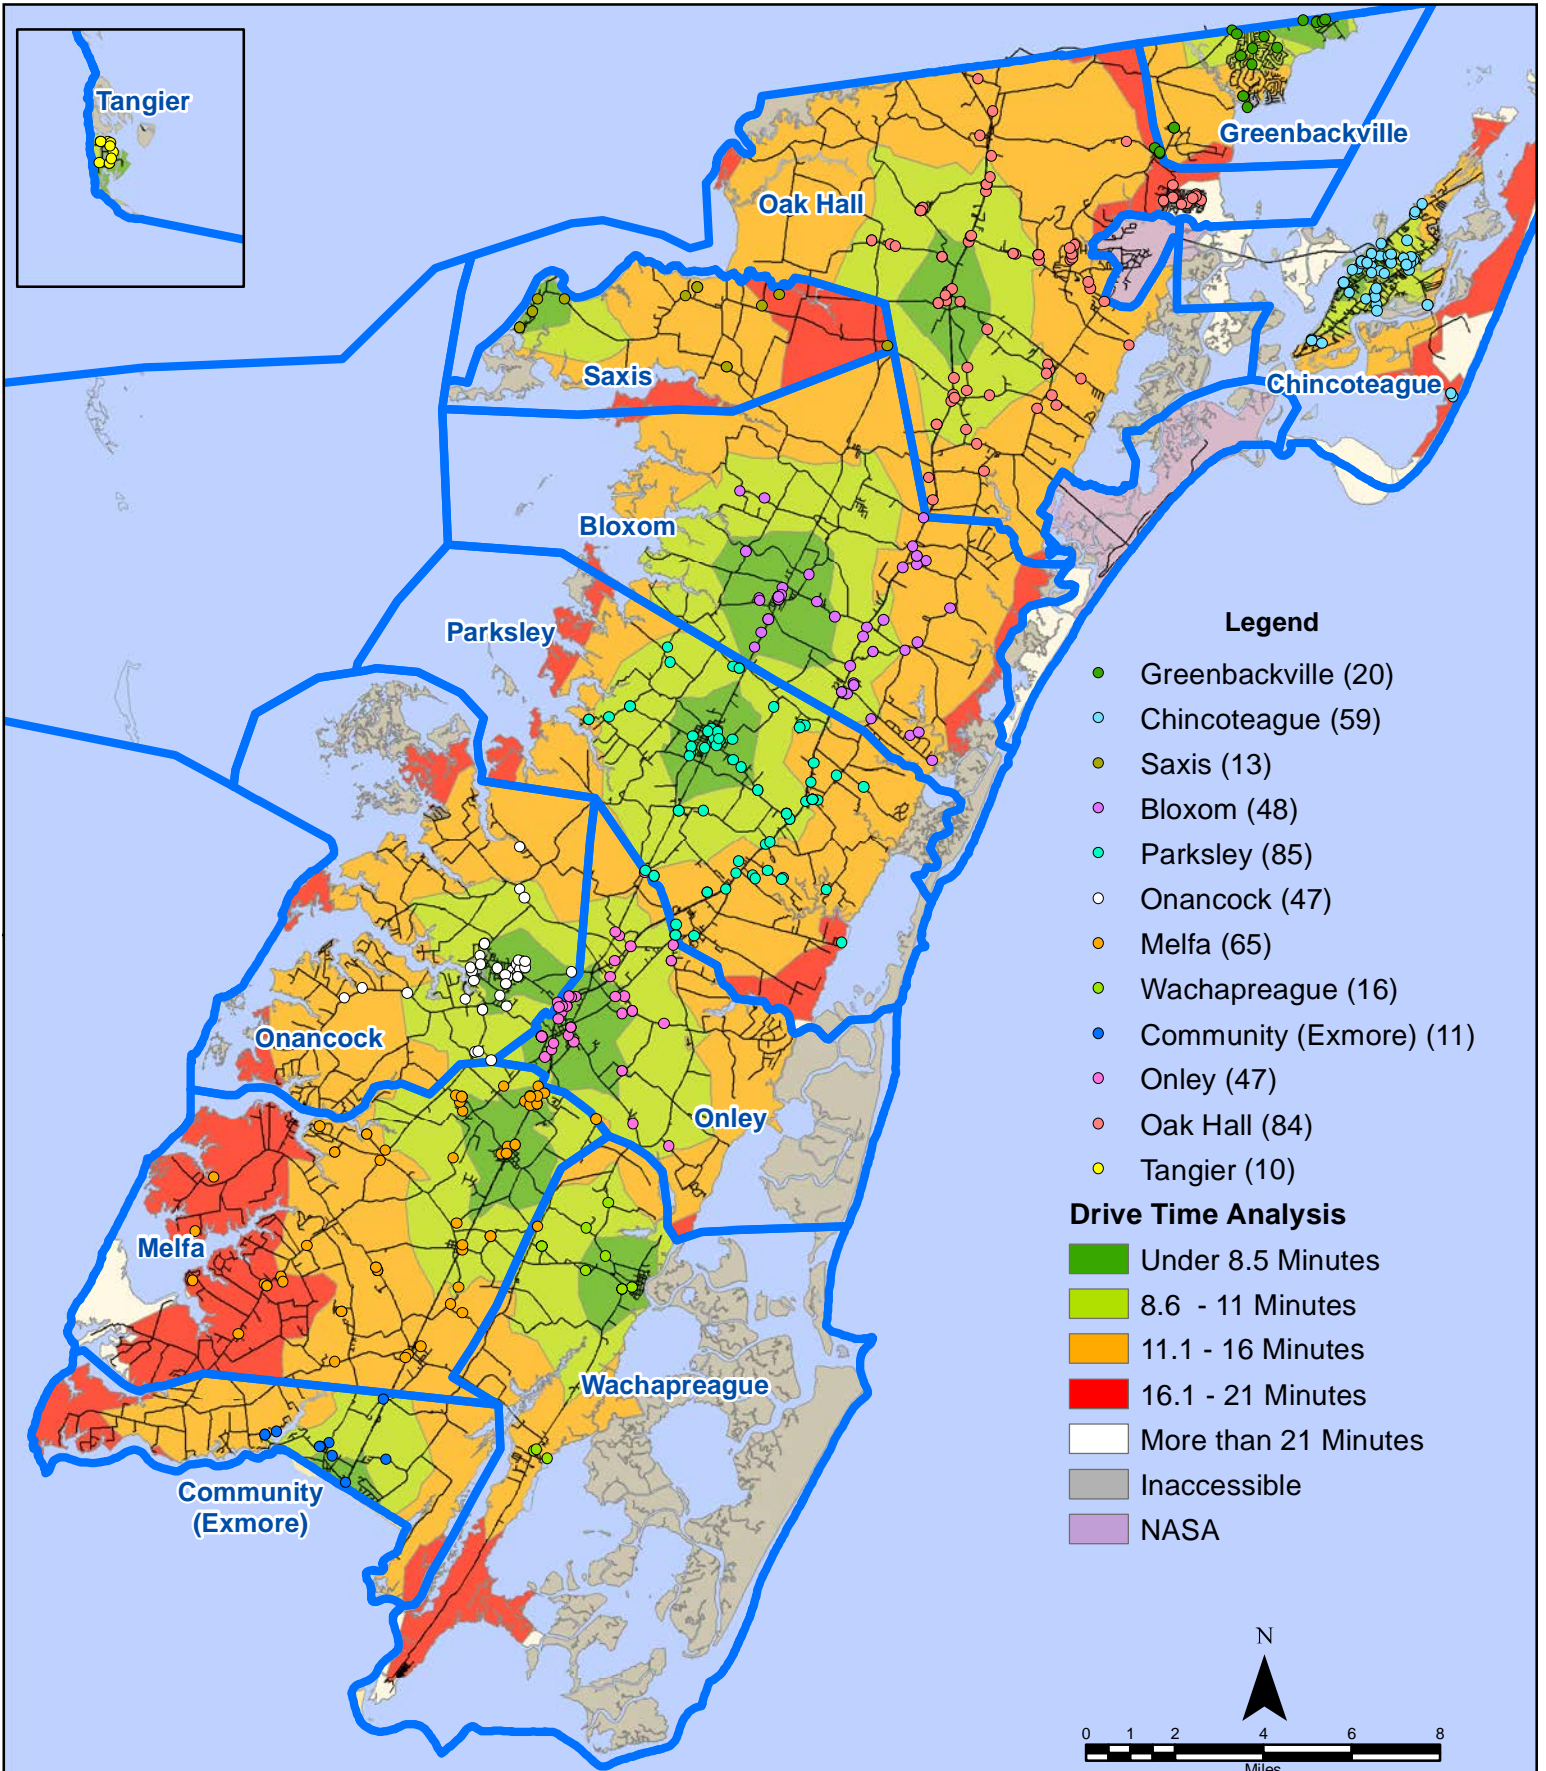 Tangier
Greenbackville
Oak Hall
Saxis
Chincoteague
Bloxom
Parksley
Onancock
Onley
Melfa
Wachapreague
Community
(Exmore)
Legend
Greenbackville (20)
Chincoteague (59)
Saxis (13)
Bloxom (48)
Parksley (85)
Onancock (47)
Melfa (65)
Wachapreague (16)
Community (Exmore) (11)
Onley (47)
Oak Hall (84)
Tangier (10)
Drive Time Analysis
Under 8.5 Minutes
8.6 - 11 Minutes
11.1 - 16 Minutes
16.1 - 21 Minutes
More than 21 Minutes
Inaccessible
NASA
N
0 1 2 4 6 8
Miles